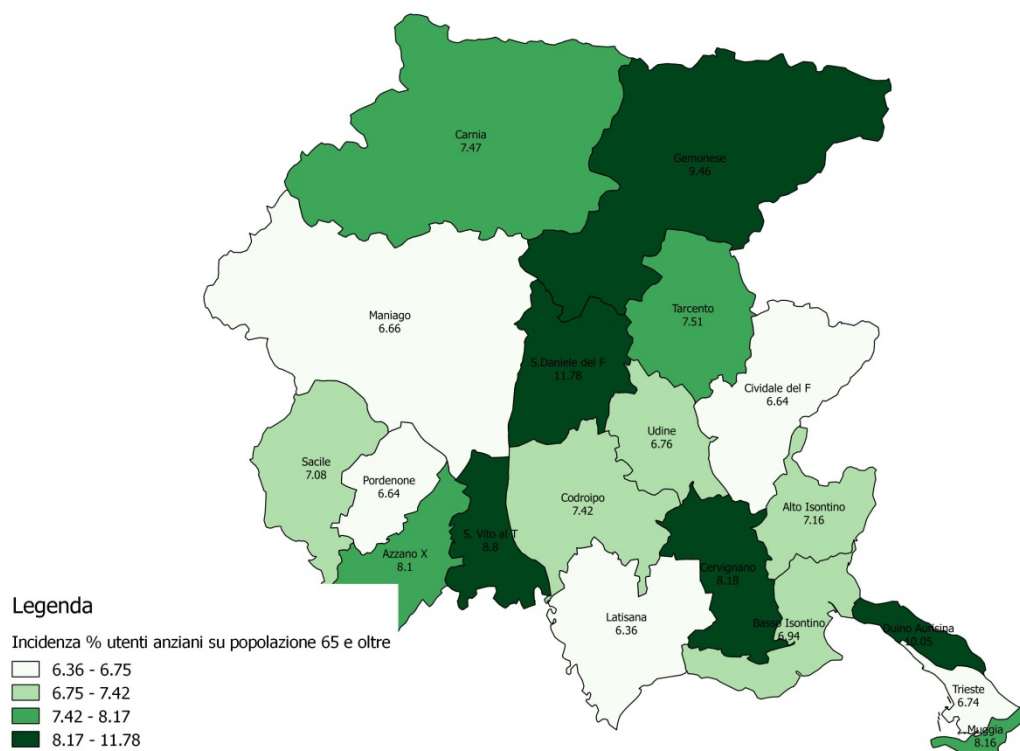 Carnia
7.47
Gemonese
9.46
Tarcento
7.51
Maniago
6.66
S.Daniele del F
11.78
Cividale del F
6.64
Udine
6.76
Sacile
7.08
Pordenone
6.64
Codroipo
7.42
Alto Isontino
7.16
Azzano X
8.1
S. Vito al T
8.8
Cervignano
8.18
Latisana
6.36
Basso Isontino
6.94
Duino Aurisina
10.05
Trieste
6.74
Muggia
8.16
Legenda
Incidenza % utenti anziani su popolazione 65 e oltre
6.36 - 6.75
6.75 - 7.42
7.42 - 8.17
8.17 - 11.78